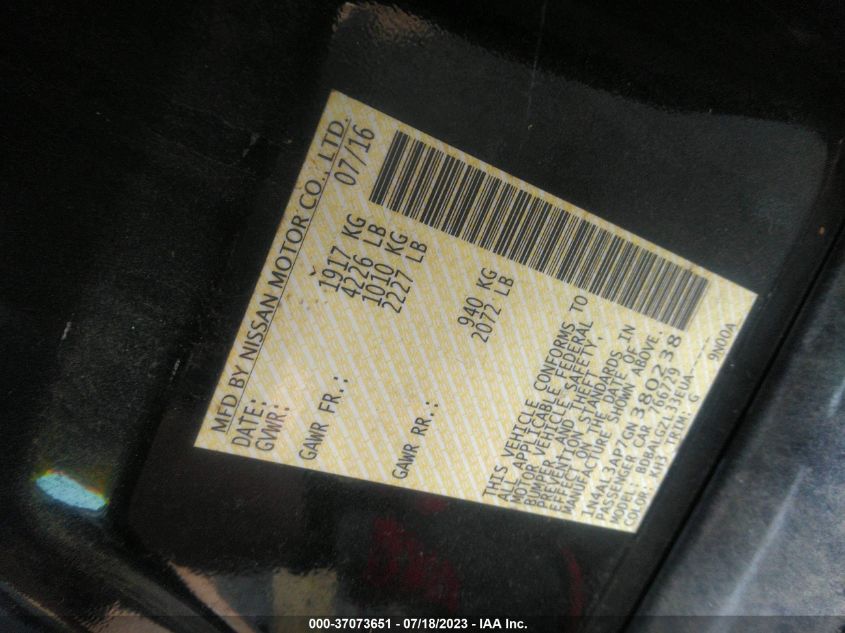 MFD BY NISSAN MOTOR CO., LTD.
DATE: 07/16
GVWR: 1917 KG
4226 LB
GAWR FR.: 1010 KG
2227 LB
GAWR RR.: 940 KG
2072 LB
THIS VEHICLE CONFORMS TO
ALL APPLICABLE FEDERAL
MOTOR VEHICLE SAFETY,
BUMPER, AND THEFT
PREVENTION STANDARDS IN
EFFECT ON THE DATE OF
MANUFACTURE SHOWN ABOVE.
1N4AL3AP7GN380238
PASSENGER CAR 766729
MODEL: BDBALGZL33EUA----
COLOR: KH3 TRIM: G 9N00A
000-37073651 / 07/18/2023 - IAA Inc.